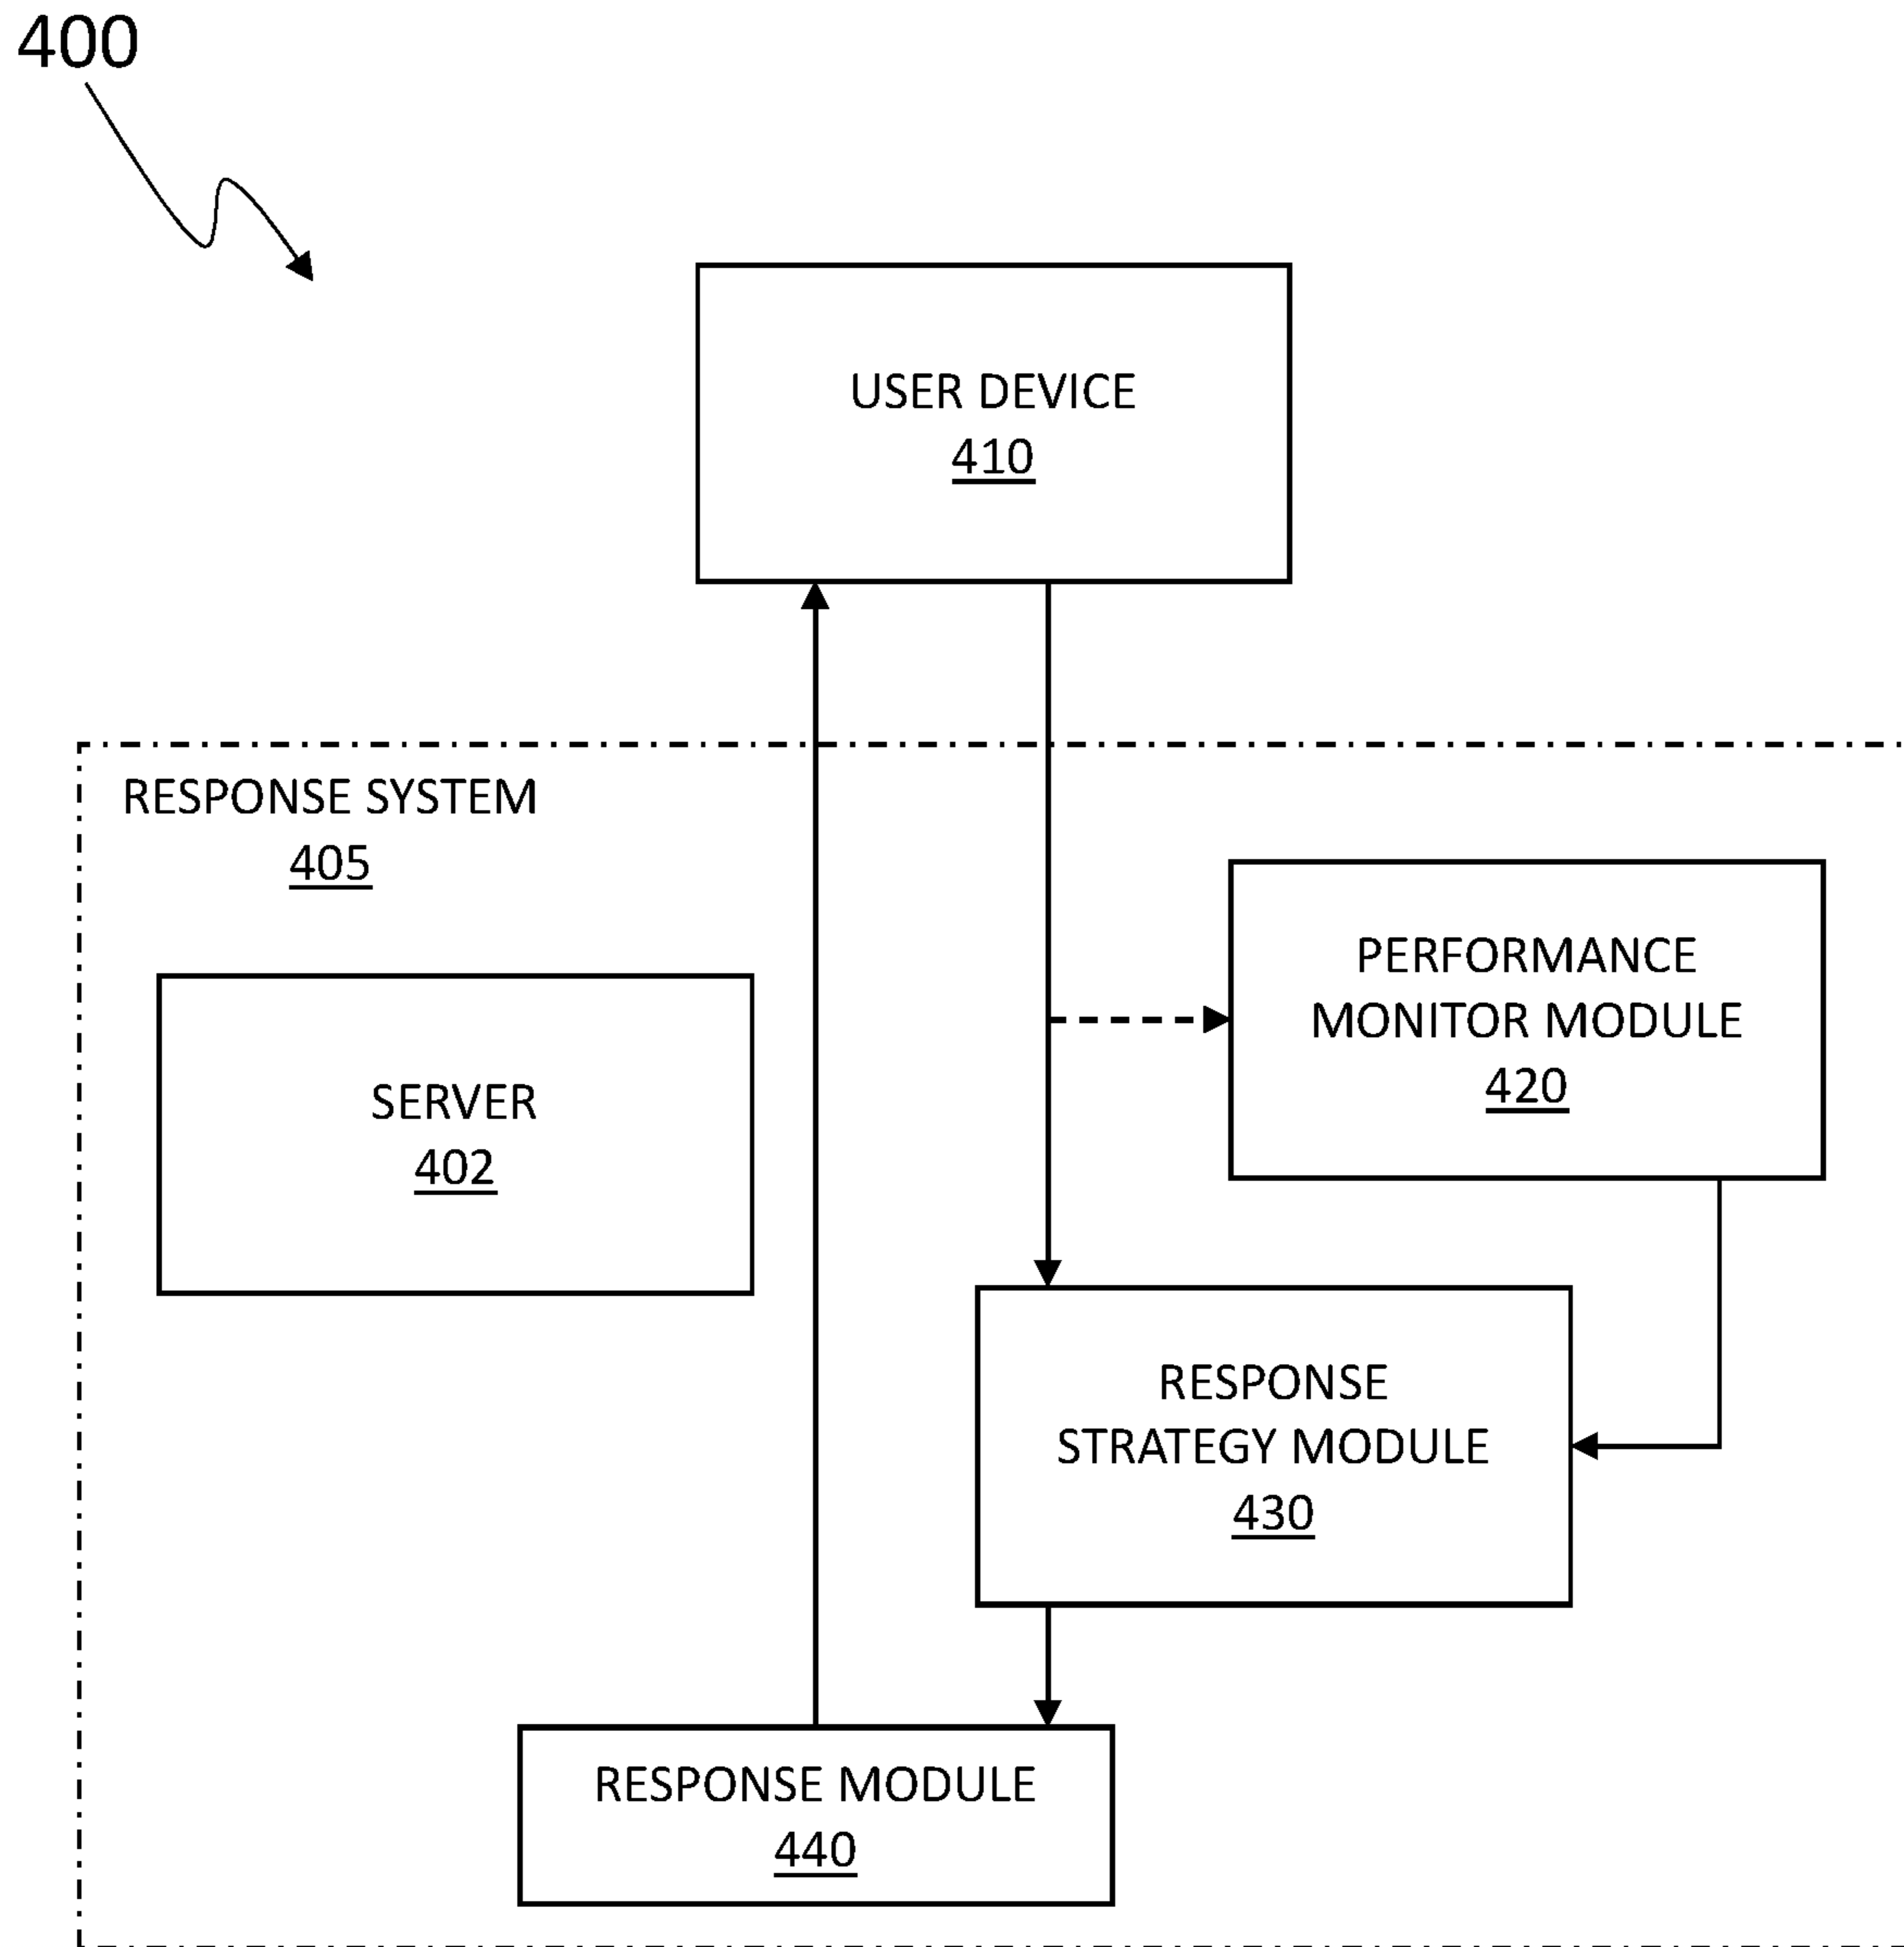 400
USER DEVICE
410
RESPONSE SYSTEM
405
PERFORMANCE
MONITOR MODULE
420
SERVER
402
RESPONSE
STRATEGY MODULE
430
RESPONSE MODULE
440